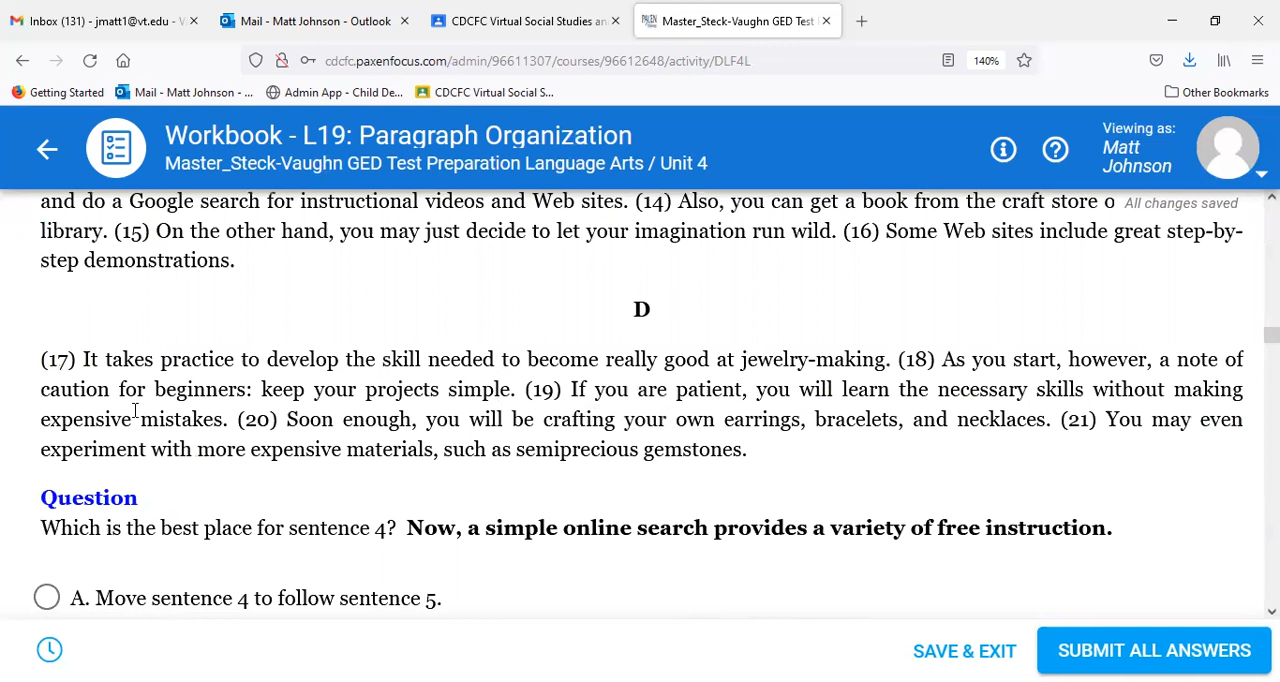 Inbox (131) - jmatt1@vt.edu - V
Mail - Matt Johnson - Outlook
CDCFC Virtual Social Studies an
PAXEN
Master_Steck-Vaughn GED Test
cdcfc.paxenfocus.com/admin/96611307/courses/96612648/activity/DLF4L
140%
Getting Started
Mail - Matt Johnson - ...
Admin App - Child De...
CDCFC Virtual Social S...
Other Bookmarks
Workbook - L19: Paragraph Organization
Master_Steck-Vaughn GED Test Preparation Language Arts / Unit 4
Viewing as:
Matt
Johnson
All changes saved
and do a Google search for instructional videos and Web sites. (14) Also, you can get a book from the craft store o
library. (15) On the other hand, you may just decide to let your imagination run wild. (16) Some Web sites include great step-by-
step demonstrations.
D
(17) It takes practice to develop the skill needed to become really good at jewelry-making. (18) As you start, however, a note of
caution for beginners: keep your projects simple. (19) If you are patient, you will learn the necessary skills without making
expensive mistakes. (20) Soon enough, you will be crafting your own earrings, bracelets, and necklaces. (21) You may even
experiment with more expensive materials, such as semiprecious gemstones.
Question
Which is the best place for sentence 4? Now, a simple online search provides a variety of free instruction.
A. Move sentence 4 to follow sentence 5.
SAVE & EXIT
SUBMIT ALL ANSWERS